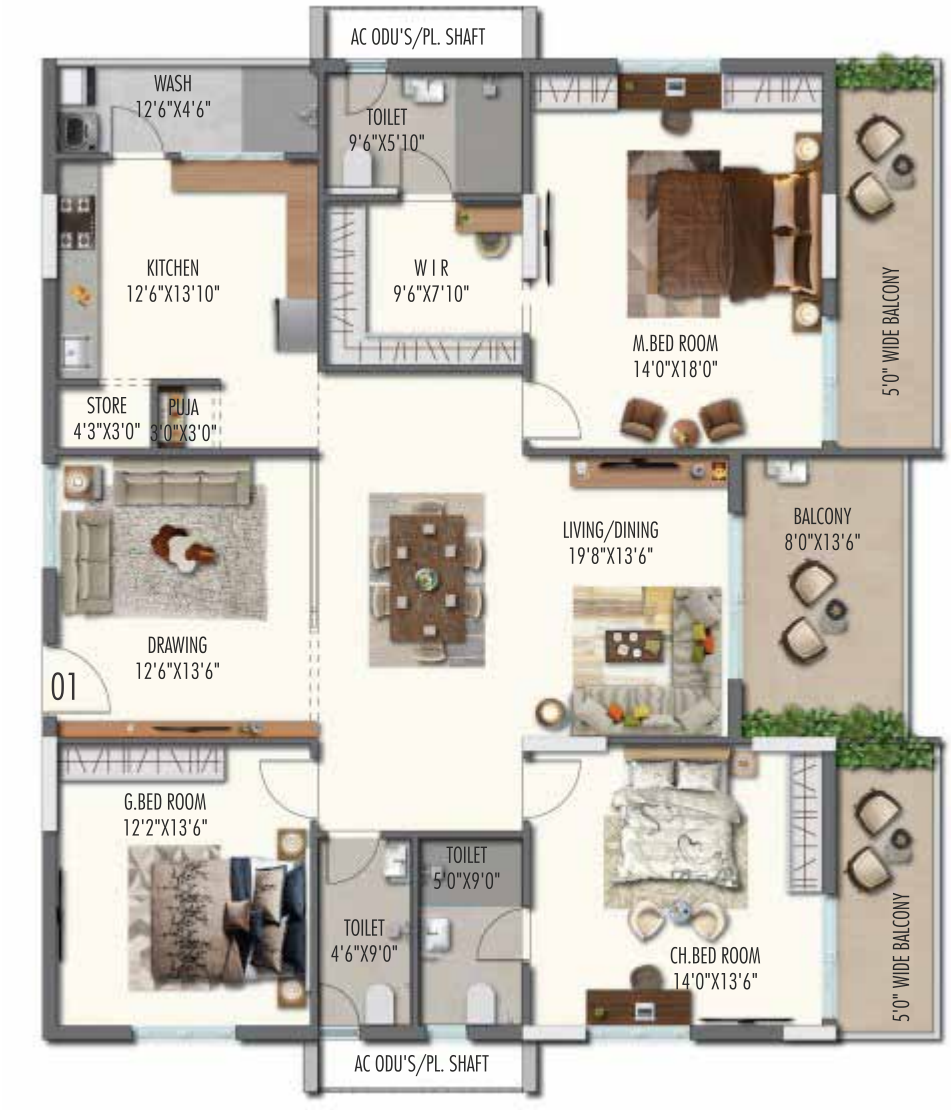 AC ODU'S/PL. SHAFT
WASH
12'6"X4'6"
TOILET
9'6"X5'10"
KITCHEN
12'6"X13'10"
W I R
9'6"X7'10"
M.BED ROOM
14'0"X18'0"
5'0" WIDE BALCONY
STORE
4'3"X3'0"
PUJA
3'0"X3'0"
LIVING/DINING
19'8"X13'6"
BALCONY
8'0"X13'6"
DRAWING
12'6"X13'6"
01
G.BED ROOM
12'2"X13'6"
TOILET
5'0"X9'0"
TOILET
4'6"X9'0"
CH.BED ROOM
14'0"X13'6"
5'0" WIDE BALCONY
AC ODU'S/PL. SHAFT